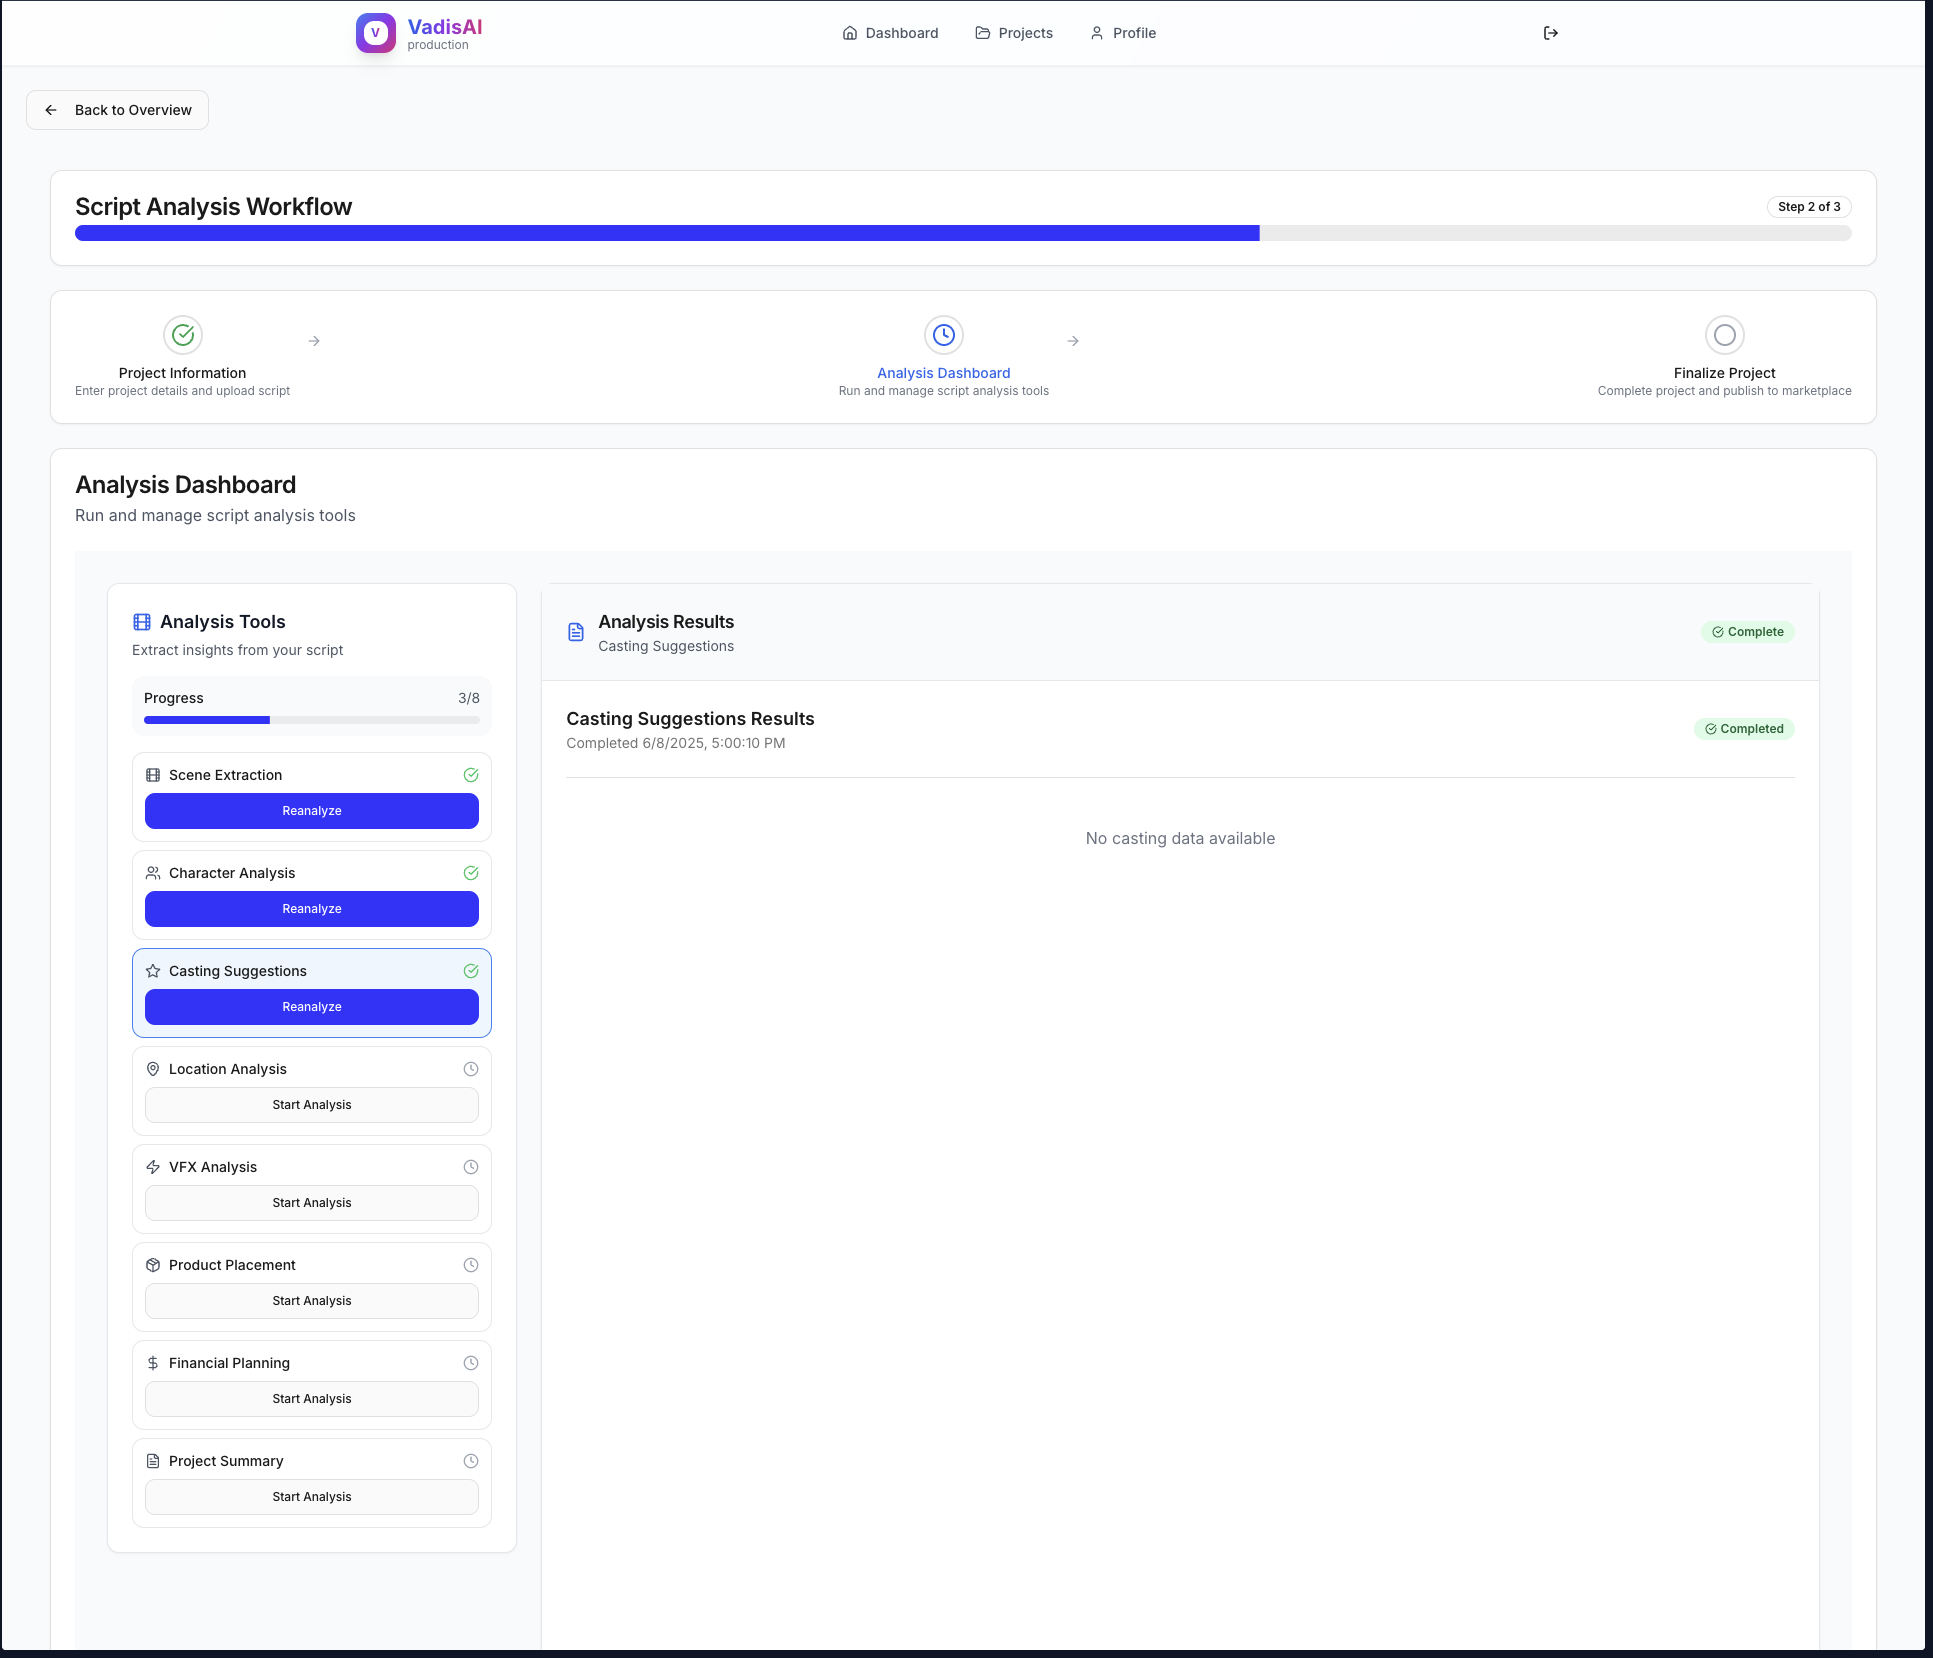 V
VadisAI
production
Dashboard
Projects
Profile
Back to Overview
Script Analysis Workflow
Step 2 of 3
Project Information
Enter project details and upload script
Analysis Dashboard
Run and manage script analysis tools
Finalize Project
Complete project and publish to marketplace
Analysis Dashboard
Run and manage script analysis tools
Analysis Tools
Extract insights from your script
Progress 3/8
Scene Extraction
Reanalyze
Character Analysis
Reanalyze
Casting Suggestions
Reanalyze
Location Analysis
Start Analysis
VFX Analysis
Start Analysis
Product Placement
Start Analysis
Financial Planning
Start Analysis
Project Summary
Start Analysis
Analysis Results
Casting Suggestions
Complete
Casting Suggestions Results
Completed 6/8/2025, 5:00:10 PM
Completed
No casting data available